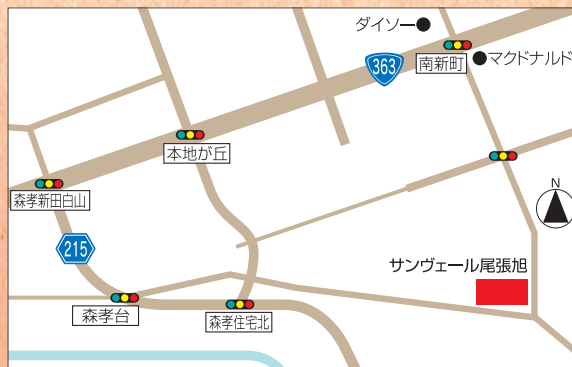 ダイソー
363
南新町
マクドナルド
本地が丘
森孝新田白山
N
215
サンヴェール尾張旭
森孝台
森孝住宅北